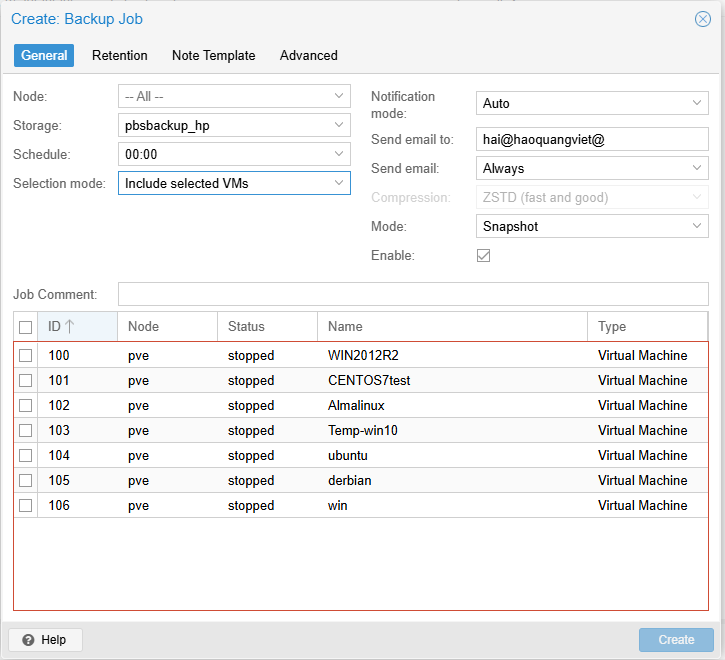 Create: Backup Job
General Retention Note Template Advanced
Node: -- All --
Storage: pbsbackup_hp
Schedule: 00:00
Selection mode: Include selected VMs
Notification
mode: Auto
Send email to: hai@haoquangviet@
Send email: Always
Compression: ZSTD (fast and good)
Mode: Snapshot
Enable:
Job Comment:
ID Node Status Name Type
100 pve stopped WIN2012R2 Virtual Machine
101 pve stopped CENTOS7test Virtual Machine
102 pve stopped Almalinux Virtual Machine
103 pve stopped Temp-win10 Virtual Machine
104 pve stopped ubuntu Virtual Machine
105 pve stopped derbian Virtual Machine
106 pve stopped win Virtual Machine
Help Create